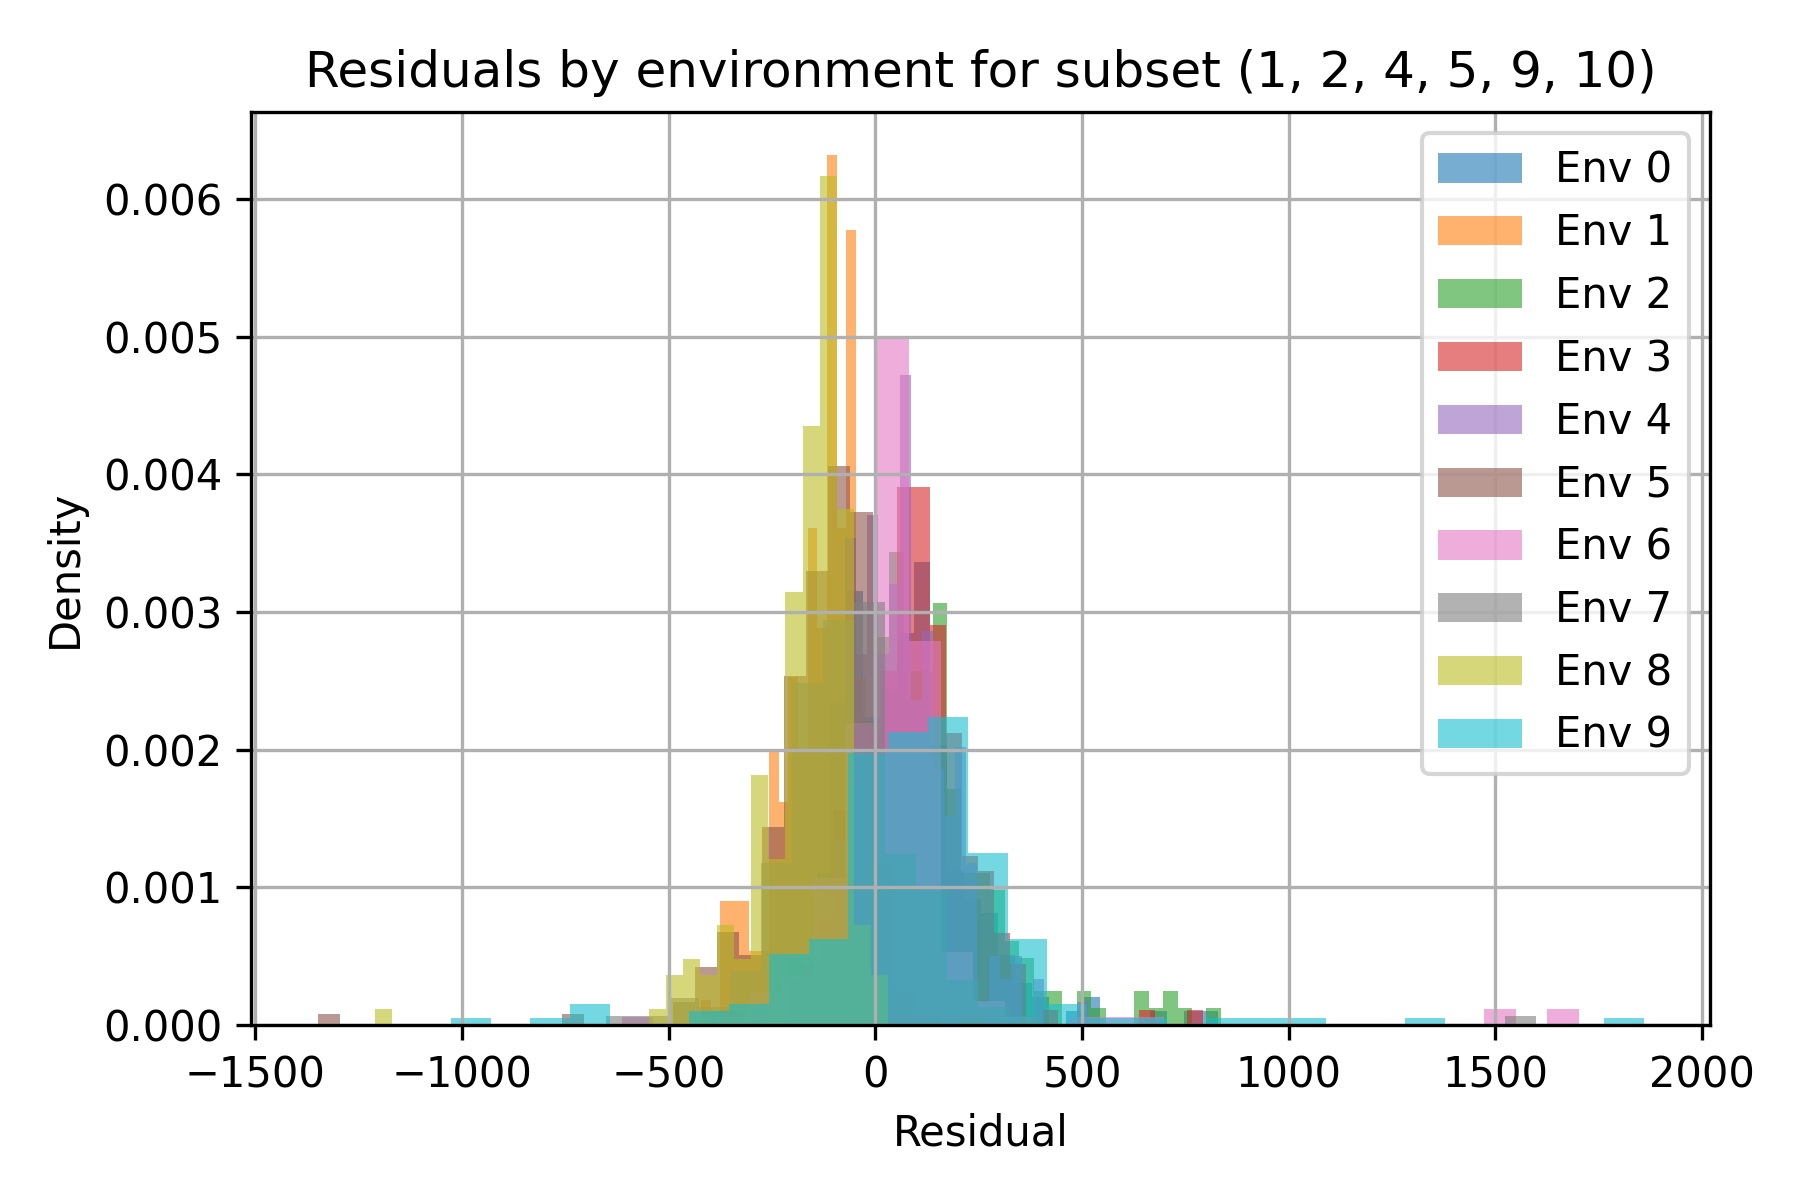 Residuals by environment for subset (1, 2, 4, 5, 9, 10)
Density
0.006
0.005
0.004
0.003
0.002
0.001
0.000
−1500 −1000 −500 0 500 1000 1500 2000
Residual
Env 0
Env 1
Env 2
Env 3
Env 4
Env 5
Env 6
Env 7
Env 8
Env 9